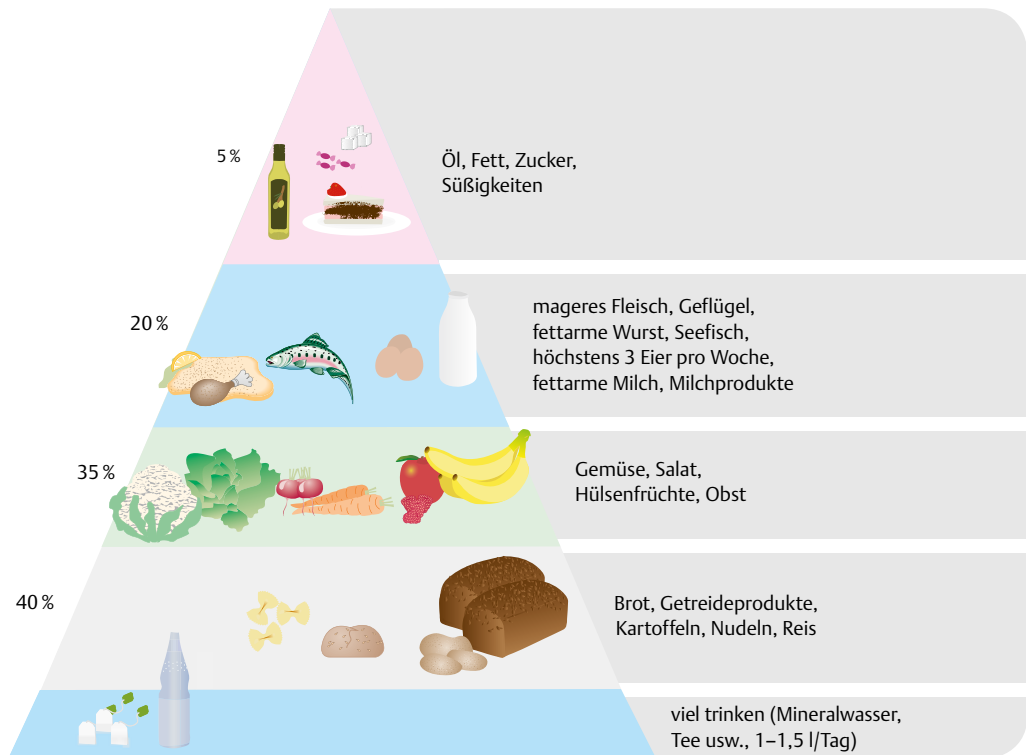 5 %
Öl, Fett, Zucker,
Süßigkeiten
20 %
mageres Fleisch, Geflügel,
fettarme Wurst, Seefisch,
höchstens 3 Eier pro Woche,
fettarme Milch, Milchprodukte
35 %
Gemüse, Salat,
Hülsenfrüchte, Obst
40 %
Brot, Getreideprodukte,
Kartoffeln, Nudeln, Reis
viel trinken (Mineralwasser,
Tee usw., 1–1,5 l/Tag)